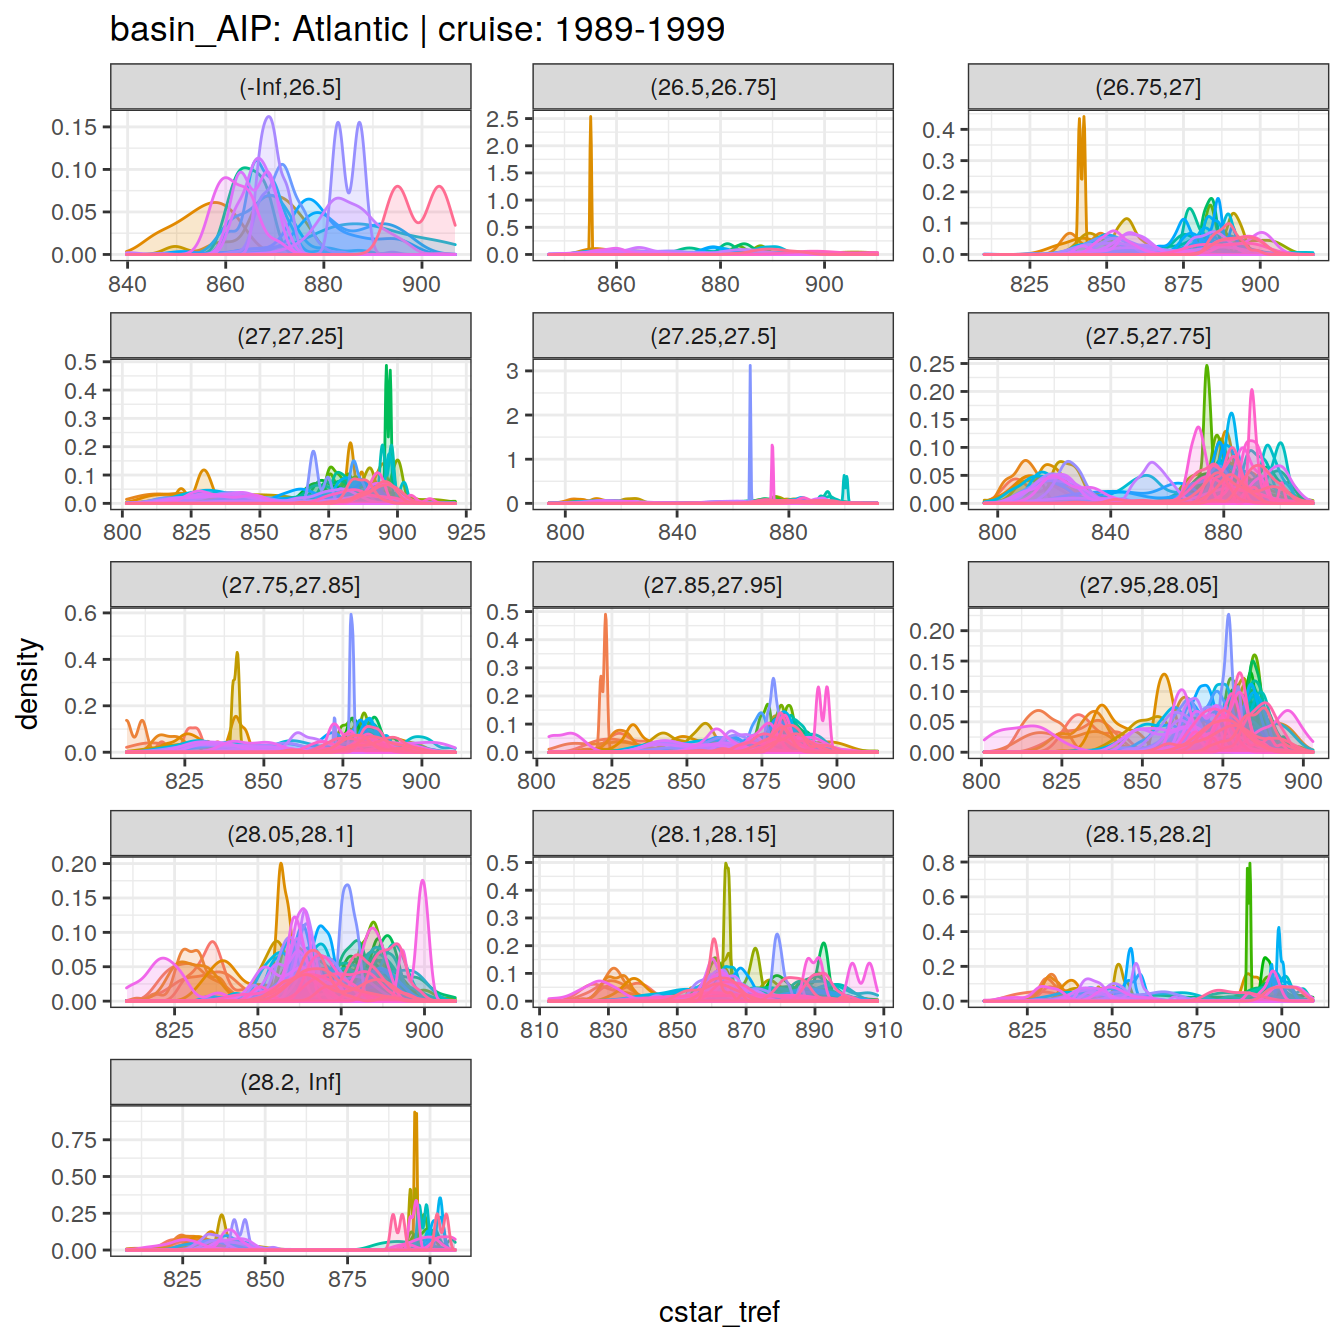 basin_AIP: Atlantic | cruise: 1989-1999
(-Inf,26.5] (26.5,26.75] (26.75,27]
0.15 0.10 0.05 0.00
840 860 880 900
2.5 2.0 1.5 1.0 0.5 0.0
860 880 900
0.4 0.3 0.2 0.1 0.0
825 850 875 900
(27,27.25] (27.25,27.5] (27.5,27.75]
0.5 0.4 0.3 0.2 0.1 0.0
800 825 850 875 900 925
3 2 1 0
800 840 880
0.25 0.20 0.15 0.10 0.05 0.00
800 840 880
(27.75,27.85] (27.85,27.95] (27.95,28.05]
0.6 0.4 0.2 0.0
825 850 875 900
0.5 0.4 0.3 0.2 0.1 0.0
800 825 850 875 900
0.20 0.15 0.10 0.05 0.00
800 825 850 875 900
density
(28.05,28.1] (28.1,28.15] (28.15,28.2]
0.20 0.15 0.10 0.05 0.00
825 850 875 900
0.5 0.4 0.3 0.2 0.1 0.0
810 830 850 870 890 910
0.8 0.6 0.4 0.2 0.0
825 850 875 900
(28.2, Inf]
0.75 0.50 0.25 0.00
825 850 875 900
cstar_tref